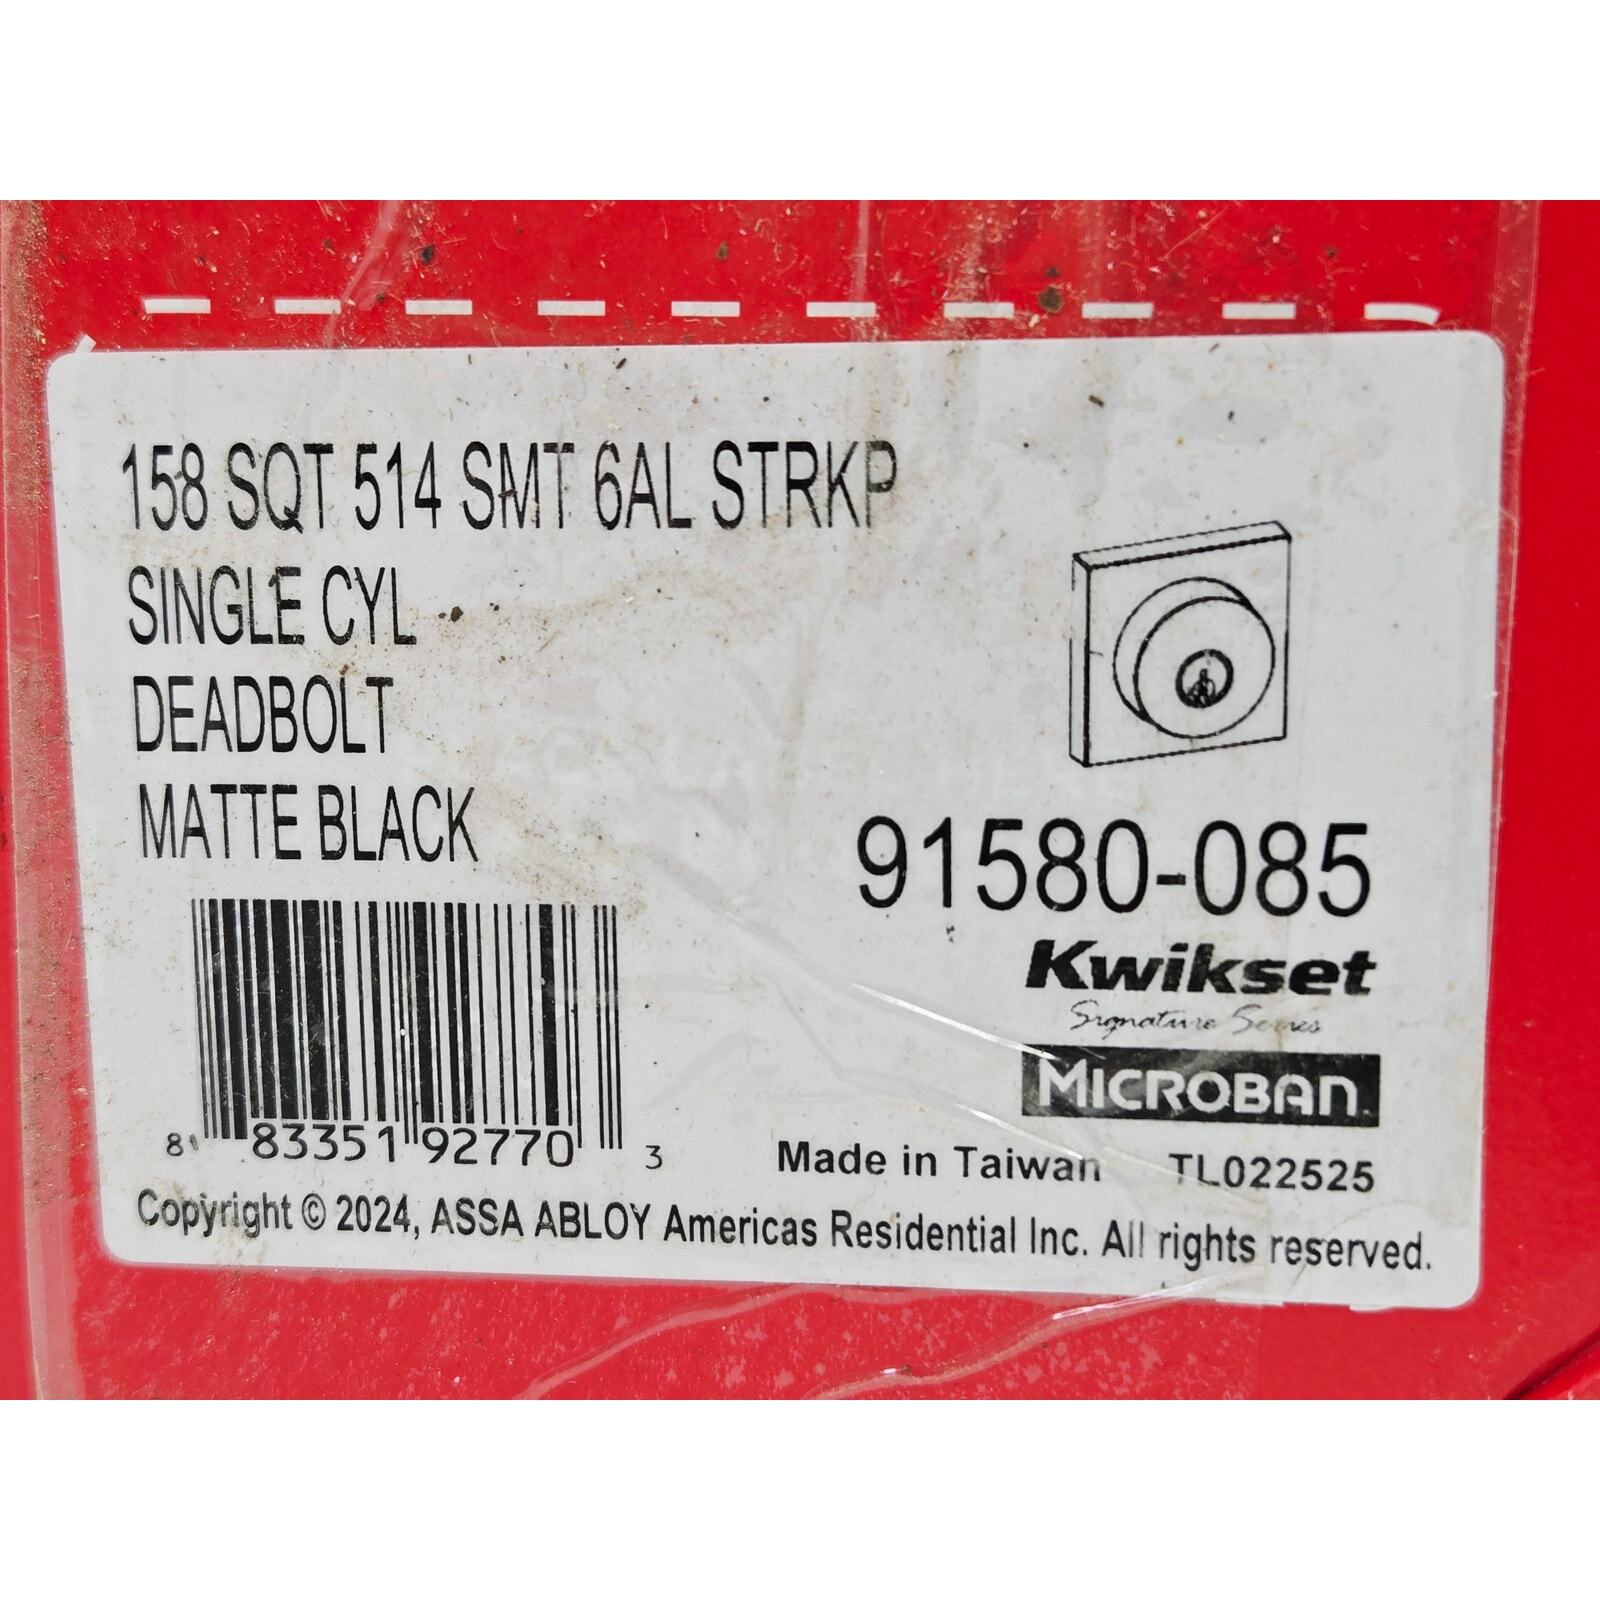 158 SQT 514 SMT 6AL STRKP
SINGLE CYL
DEADBOLT
MATTE BLACK
91580-085
Kwikset
Signature Series
MICROBAN
8 83351 92770 3
Made in Taiwan TL022525
Copyright © 2024, ASSA ABLOY Americas Residential Inc. All rights reserved.